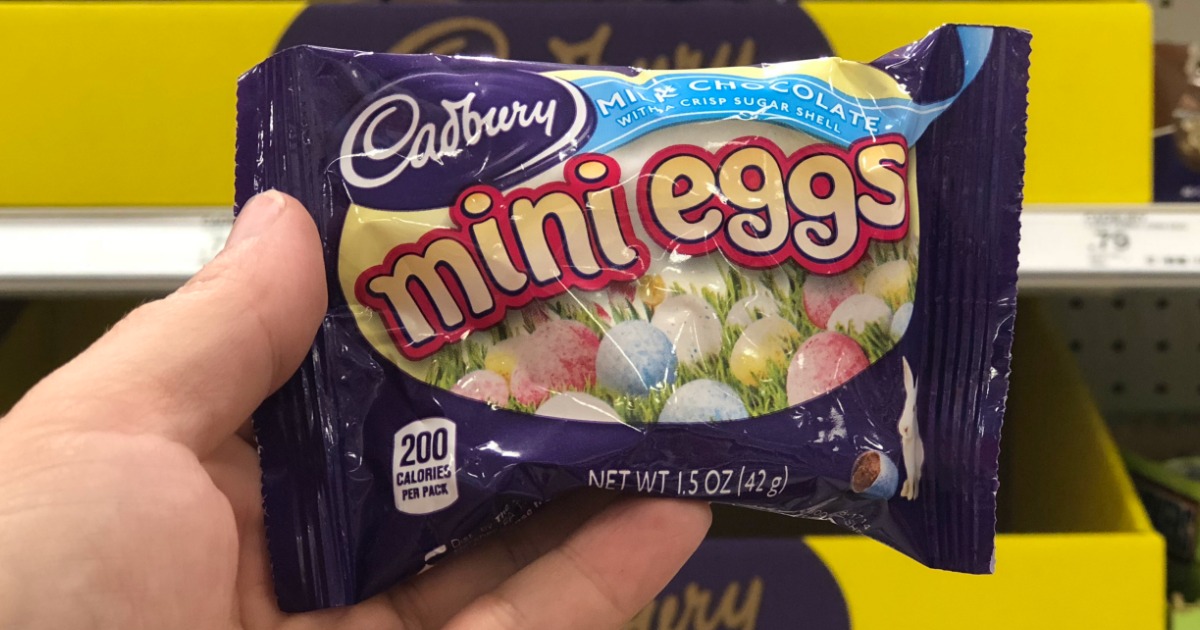 Cadbury
MILK CHOCOLATE
WITH A CRISP SUGAR SHELL
mini eggs
200
CALORIES
PER PACK
NET WT 1.5 OZ (42 g)
79